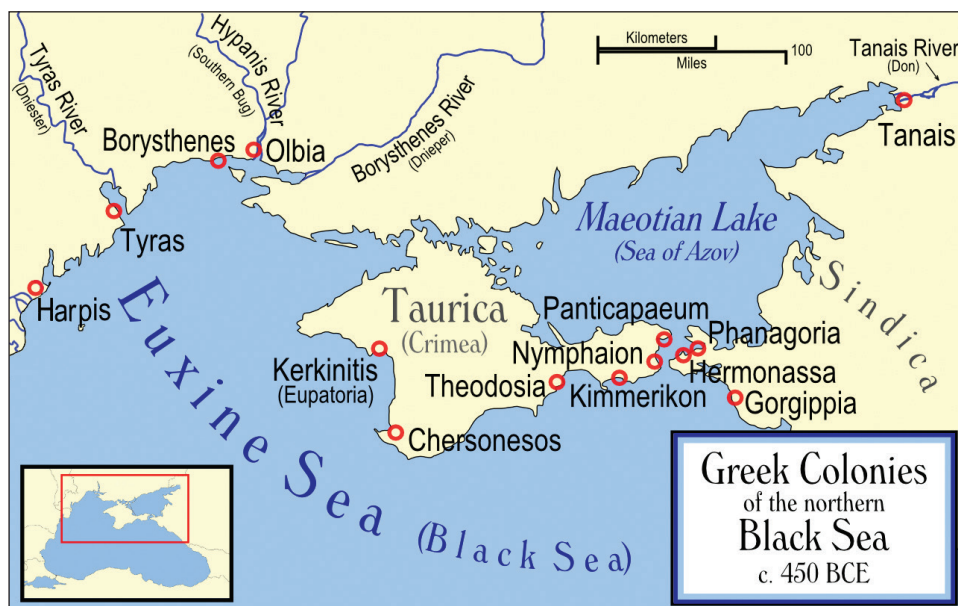 Tyras River
(Dniester)
Hypanis River
(Southern Bug)
Borysthenes River
(Dnieper)
Kilometers
100
Miles
Tanais River
(Don)
Tanais
Borysthenes
Olbia
Tyras
Harpis
Maeotian Lake
(Sea of Azov)
Sindica
Taurica
(Crimea)
Panticapaeum
Phanagoria
Nymphaion
Hermonassa
Kerkinitis
(Eupatoria)
Theodosia
Kimmerikon
Gorgippia
Chersonesos
Euxine Sea (Black Sea)
Greek Colonies
of the northern
Black Sea
c. 450 BCE